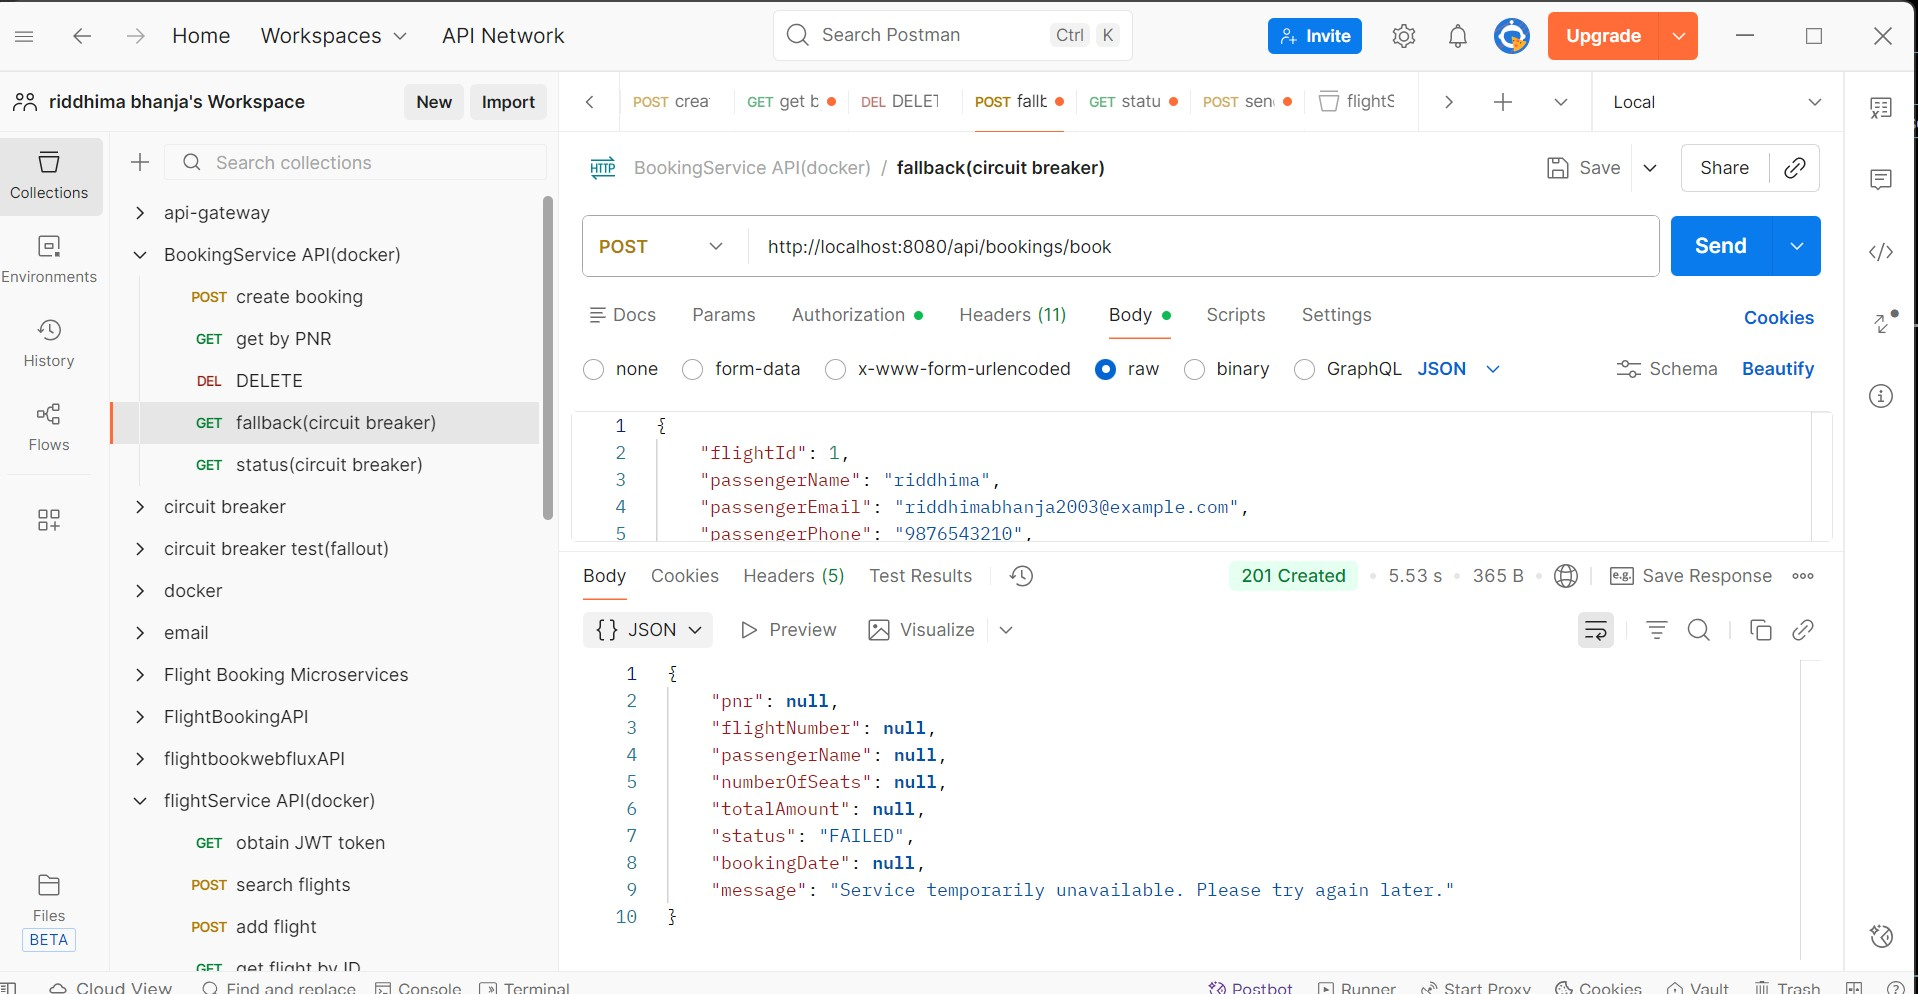 Home
Workspaces
API Network
Search Postman
Ctrl
K
Invite
Upgrade
riddhima bhanja's Workspace
New
Import
POST crea
GET get b
DEL DELET
POST fallb
GET statu
POST sen
flightS
Local
Collections
Environments
History
Flows
Files
BETA
Search collections
api-gateway
BookingService API(docker)
POST create booking
GET get by PNR
DEL DELETE
GET fallback(circuit breaker)
GET status(circuit breaker)
circuit breaker
circuit breaker test(fallout)
docker
email
Flight Booking Microservices
FlightBookingAPI
flightbookwebfluxAPI
flightService API(docker)
GET obtain JWT token
POST search flights
POST add flight
GET get flight by ID
HTTP
BookingService API(docker) / fallback(circuit breaker)
Save
Share
POST
http://localhost:8080/api/bookings/book
Send
Docs
Params
Authorization
Headers (11)
Body
Scripts
Settings
Cookies
none
form-data
x-www-form-urlencoded
raw
binary
GraphQL
JSON
Schema
Beautify
1 {
2 "flightId": 1,
3 "passengerName": "riddhima",
4 "passengerEmail": "riddhimabhanja2003@example.com",
5 "passengerPhone": "9876543210",
Body
Cookies
Headers (5)
Test Results
201 Created
5.53 s
365 B
e.g.
Save Response
{} JSON
Preview
Visualize
1 {
2 "pnr": null,
3 "flightNumber": null,
4 "passengerName": null,
5 "numberOfSeats": null,
6 "totalAmount": null,
7 "status": "FAILED",
8 "bookingDate": null,
9 "message": "Service temporarily unavailable. Please try again later."
10 }
Cloud View
Find and replace
Console
Terminal
Postbot
Runner
Start Proxy
Cookies
Vault
Trash